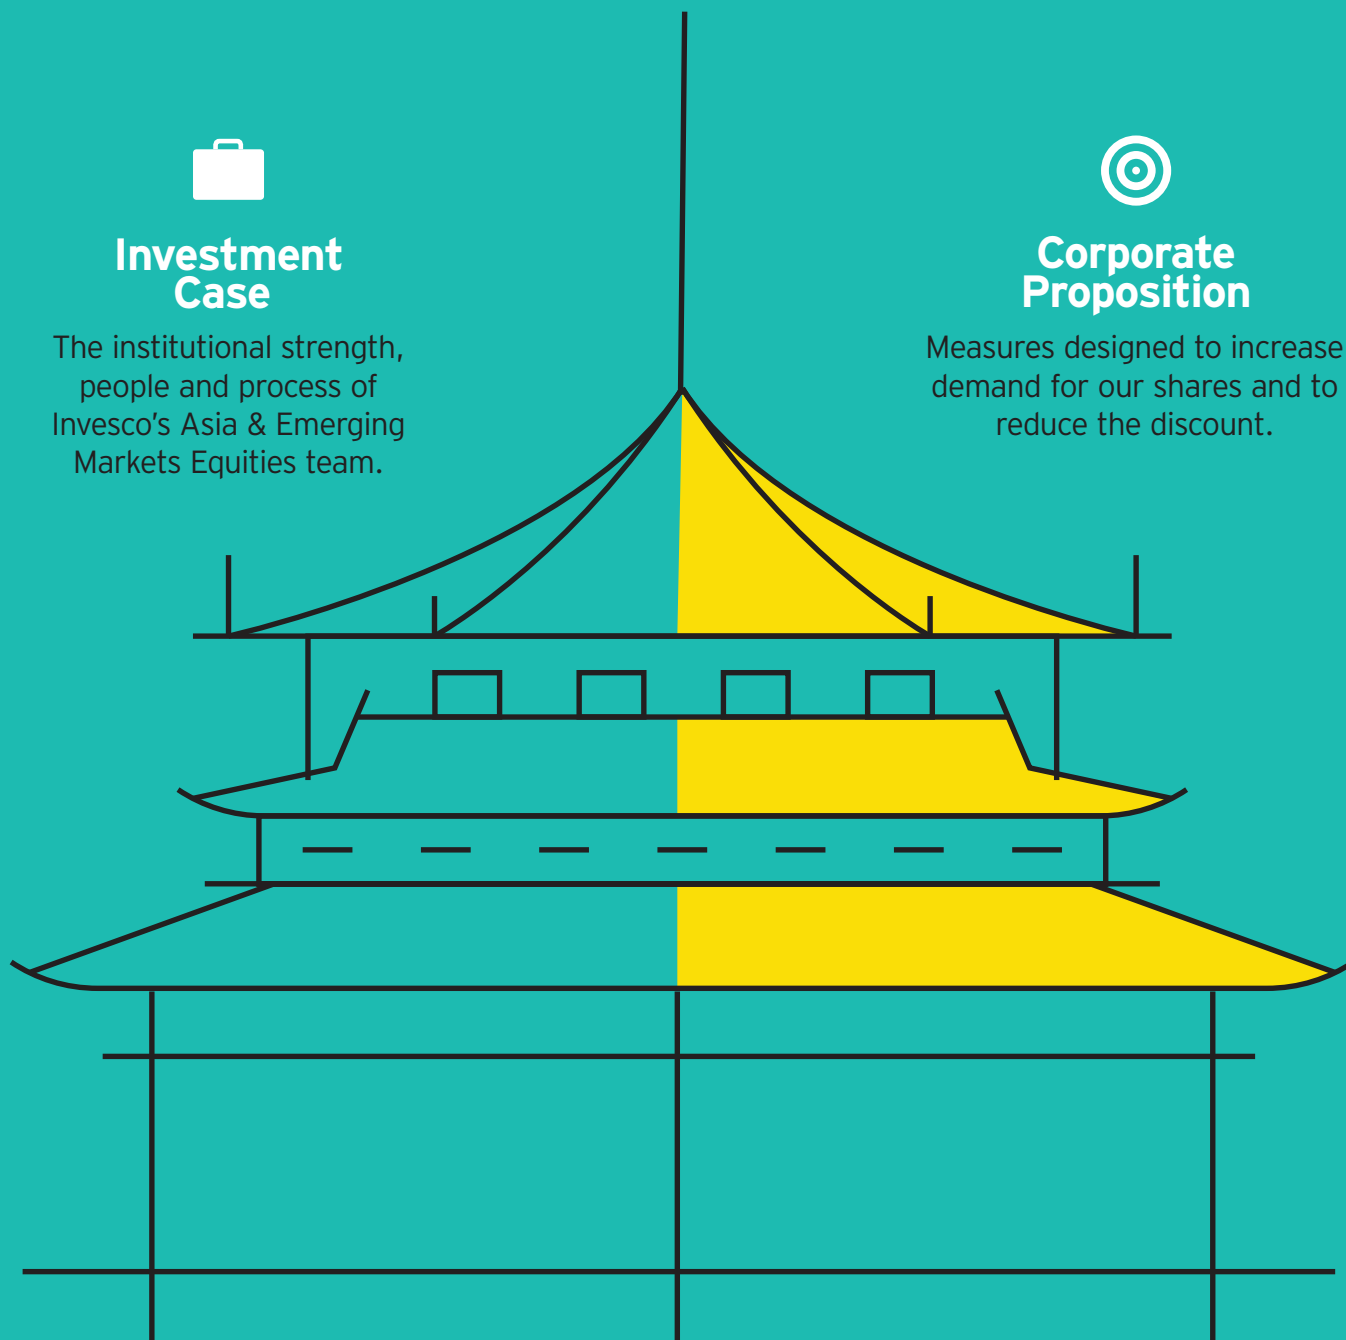 Investment
Case
The institutional strength,
people and process of
Invesco’s Asia & Emerging
Markets Equities team.
Corporate
Proposition
Measures designed to increase
demand for our shares and to
reduce the discount.